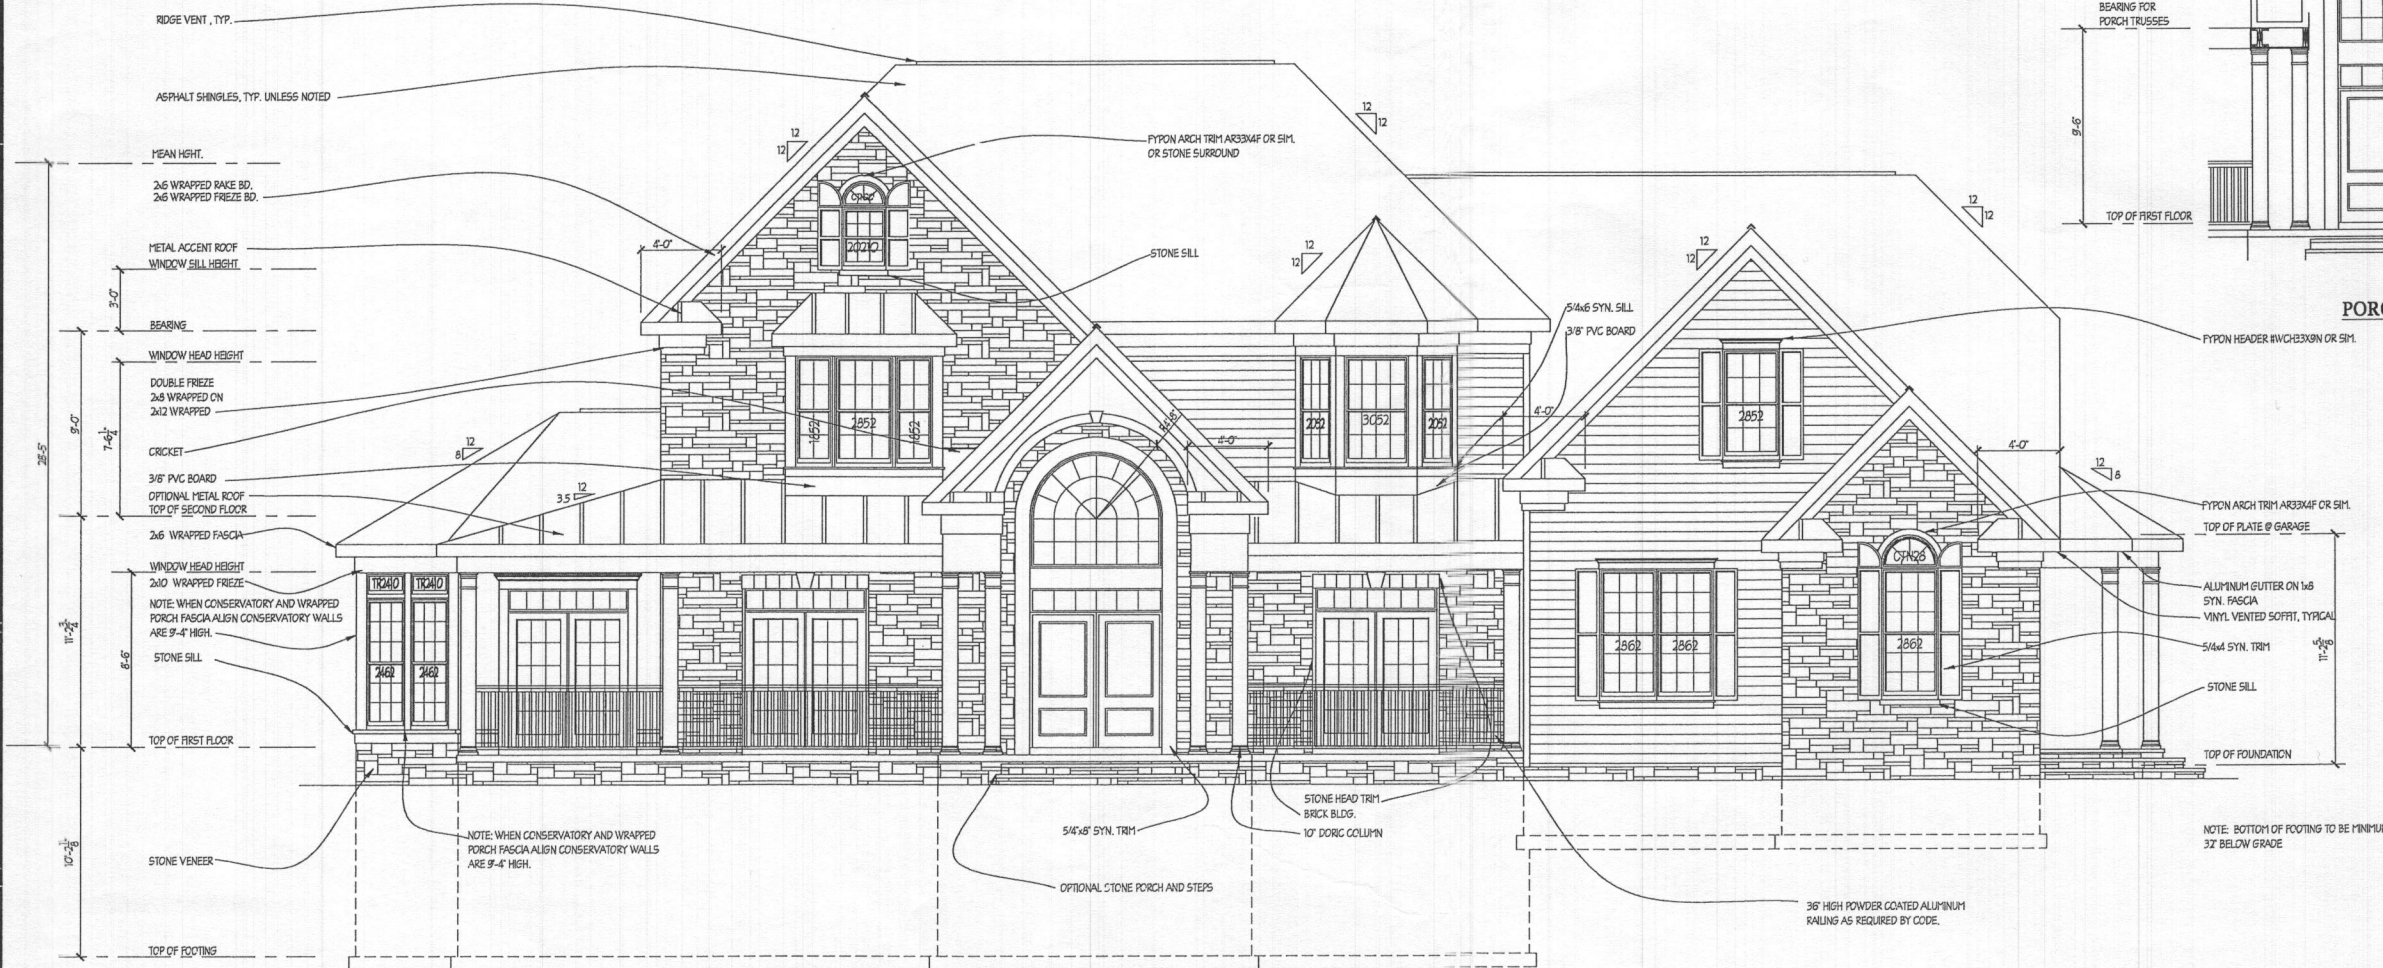 RIDGE VENT , TYP.
ASPHALT SHINGLES, TYP. UNLESS NOTED
MEAN HGHT.
2x6 WRAPPED RAKE BD.
2x6 WRAPPED FRIEZE BD.
METAL ACCENT ROOF
WINDOW SILL HEIGHT
BEARING
WINDOW HEAD HEIGHT
DOUBLE FRIEZE
2x8 WRAPPED ON
2x12 WRAPPED
CRICKET
3/8" PVC BOARD
OPTIONAL METAL ROOF
TOP OF SECOND FLOOR
2x6 WRAPPED FASCIA
WINDOW HEAD HEIGHT
2x10 WRAPPED FRIEZE
NOTE: WHEN CONSERVATORY AND WRAPPED
PORCH FASCIA ALIGN CONSERVATORY WALLS
ARE 9'-4" HIGH.
STONE SILL
TOP OF FIRST FLOOR
STONE VENEER
TOP OF FOOTING
28'-5"
3'-0"
9'-0"
7'-6 1/4"
8'-6"
12
8
12
3.5
12
12
4'-0"
FYPON ARCH TRIM AR33X4F OR SIM.
OR STONE SURROUND
20210
STONE SILL
1852
2852
1852
4'-0"
12
12
12
12
2052
3052
2052
5/4x6 SYN. SILL
3/8" PVC BOARD
4'-0"
12
12
12
12
2852
4'-0"
12
8
TR2410
TR2410
2462
2462
2862
2862
CTN28
2862
NOTE: WHEN CONSERVATORY AND WRAPPED
PORCH FASCIA ALIGN CONSERVATORY WALLS
ARE 9'-4" HIGH.
5/4"x8" SYN. TRIM
OPTIONAL STONE PORCH AND STEPS
STONE HEAD TRIM
BRICK BLDG.
10" DORIC COLUMN
36" HIGH POWDER COATED ALUMINUM
RAILING AS REQUIRED BY CODE.
BEARING FOR
PORCH TRUSSES
9'-6"
TOP OF FIRST FLOOR
FYPON HEADER #WCH33X9N OR SIM.
FYPON ARCH TRIM AR33X4F OR SIM.
TOP OF PLATE @ GARAGE
ALUMINUM GUTTER ON 1x8
SYN. FASCIA
VINYL VENTED SOFFIT, TYPICAL
5/4x4 SYN. TRIM
11'-2 5/8"
STONE SILL
TOP OF FOUNDATION
NOTE: BOTTOM OF FOOTING TO BE
32" BELOW GRADE